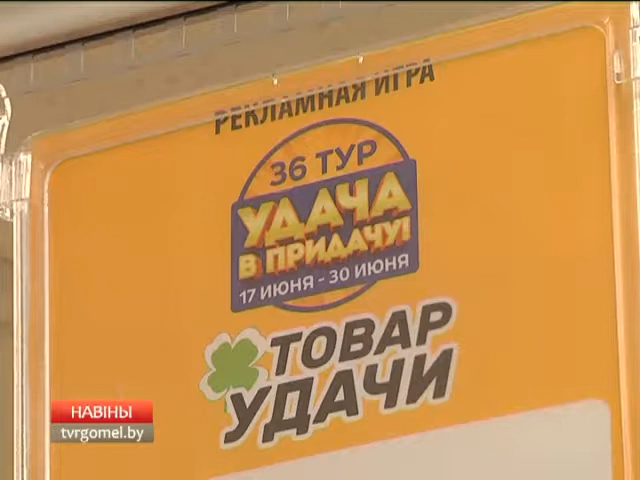 РЕКЛАМНАЯ ИГРА
36 ТУР
УДАЧА
В ПРИДАЧУ!
17 ИЮНЯ - 30 ИЮНЯ
ТОВАР
УДАЧИ
НАВІНЫ
tvrgomel.by